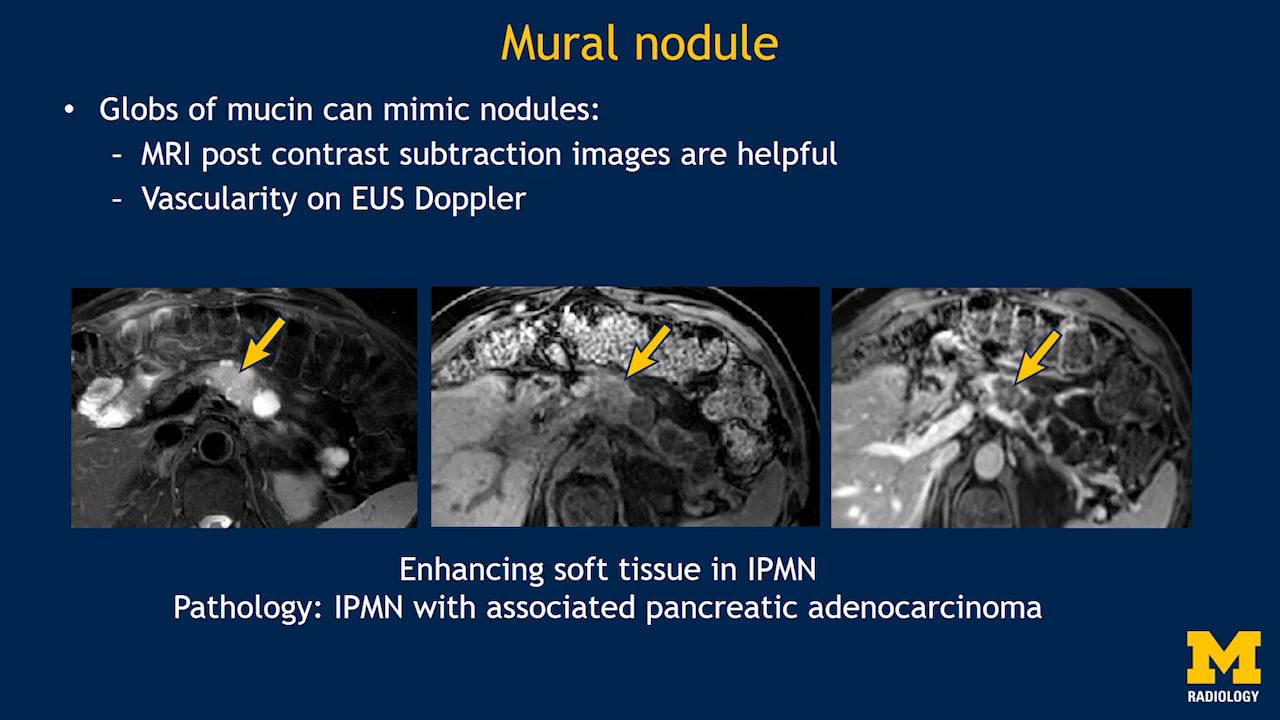 Mural nodule
• Globs of mucin can mimic nodules:
– MRI post contrast subtraction images are helpful
– Vascularity on EUS Doppler
Enhancing soft tissue in IPMN
Pathology: IPMN with associated pancreatic adenocarcinoma
M
RADIOLOGY